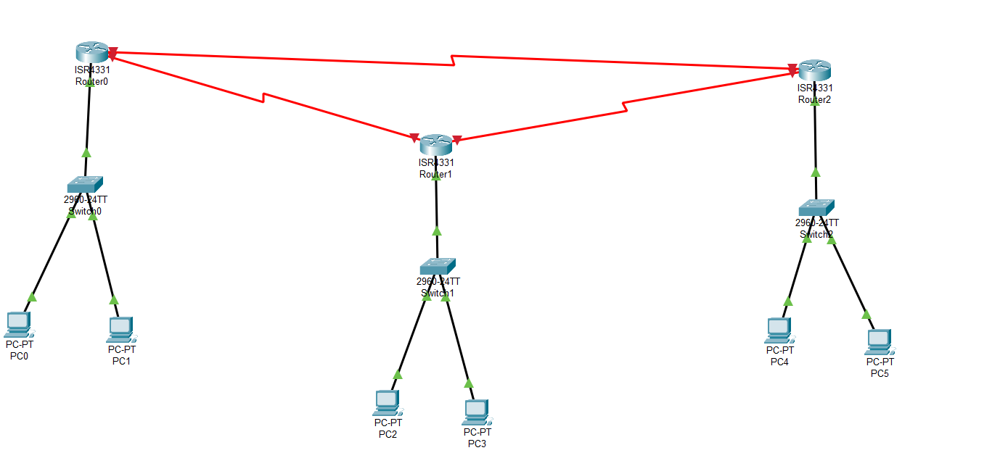 ISR4331
Router0
ISR4331
Router2
ISR4331
Router1
2960-24TT
Switch0
2960-24TT
Switch2
2960-24TT
Switch1
PC-PT
PC0
PC-PT
PC1
PC-PT
PC4
PC-PT
PC5
PC-PT
PC2
PC-PT
PC3